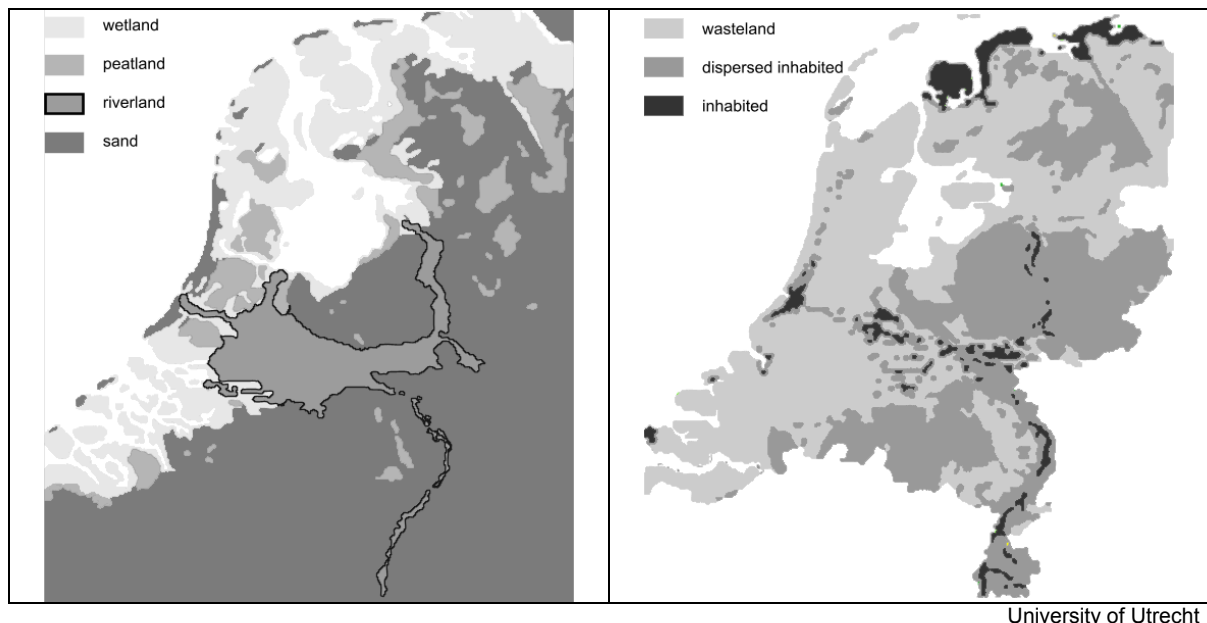 wetland
peatland
riverland
sand
wasteland
dispersed inhabited
inhabited
University of Utrecht